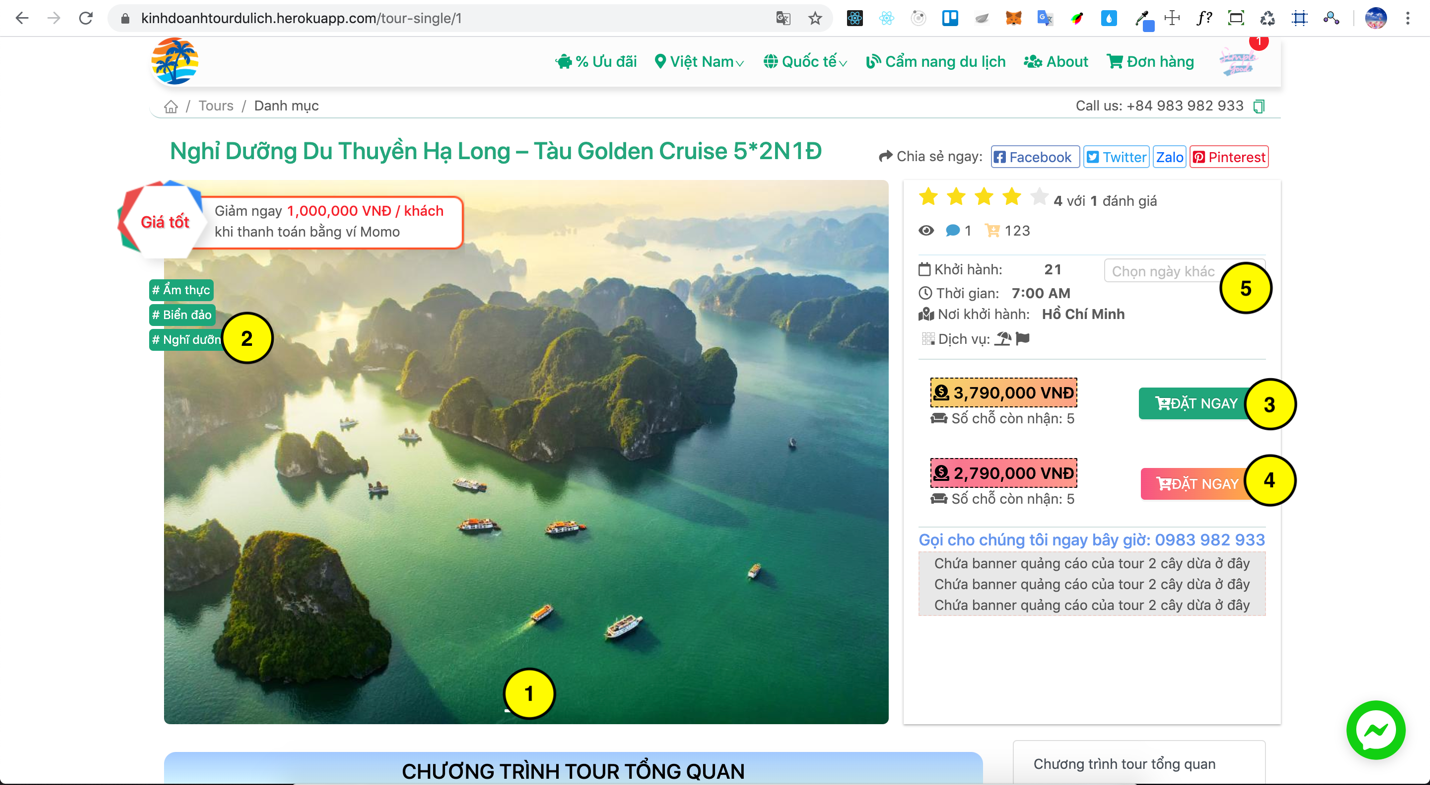 kinhdoanhtourdulich.herokuapp.com/tour-single/1
f?
1
% Ưu đãi
Việt Nam
Quốc tế
Cẩm nang du lịch
About
Đơn hàng
/ Tours / Danh mục
Call us: +84 983 982 933
Nghỉ Dưỡng Du Thuyền Hạ Long – Tàu Golden Cruise 5*2N1Đ
Chia sẻ ngay: Facebook Twitter Zalo Pinterest
Giá tốt
Giảm ngay 1,000,000 VNĐ / khách
khi thanh toán bằng ví Momo
# Ẩm thực
# Biển đảo
# Nghĩ dưỡn
2
1
4 với 1 đánh giá
1 123
Khởi hành: 21
Chọn ngày khác
5
Thời gian: 7:00 AM
Nơi khởi hành: Hồ Chí Minh
Dịch vụ:
3,790,000 VNĐ
Số chỗ còn nhận: 5
ĐẶT NGAY
3
2,790,000 VNĐ
Số chỗ còn nhận: 5
ĐẶT NGAY
4
Gọi cho chúng tôi ngay bây giờ: 0983 982 933
Chứa banner quảng cáo của tour 2 cây dừa ở đây
Chứa banner quảng cáo của tour 2 cây dừa ở đây
Chứa banner quảng cáo của tour 2 cây dừa ở đây
CHƯƠNG TRÌNH TOUR TỔNG QUAN
Chương trình tour tổng quan